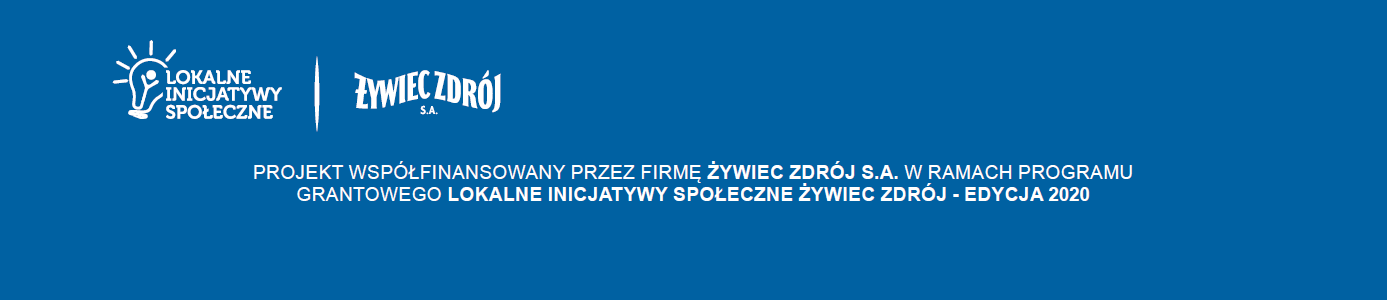 LOKALNE
INICJATYWY
SPOŁECZNE
ŻYWIEC ZDRÓJ
S.A.
PROJEKT WSPÓŁFINANSOWANY PRZEZ FIRMĘ ŻYWIEC ZDRÓJ S.A. W RAMACH PROGRAMU
GRANTOWEGO LOKALNE INICJATYWY SPOŁECZNE ŻYWIEC ZDRÓJ - EDYCJA 2020